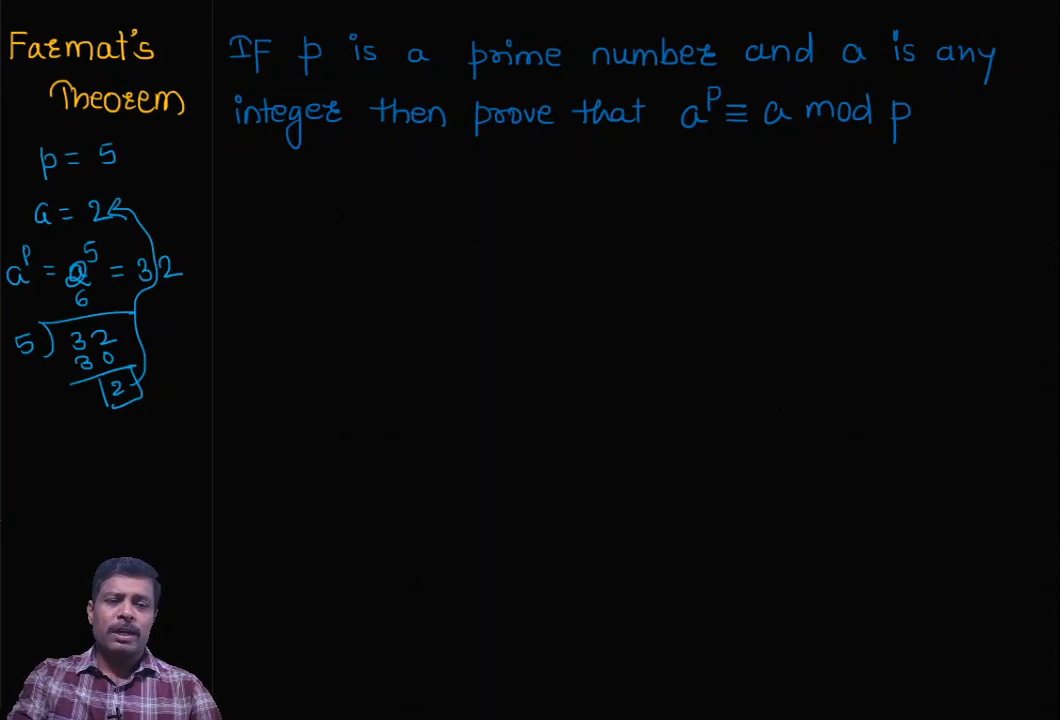 Farmat's
Theorem
IF p is a prime number and a is any
integer then prove that a^p ≡ a mod p
p = 5
a = 2
a^p = 2^5 = 32
6
5 ) 32
30
2